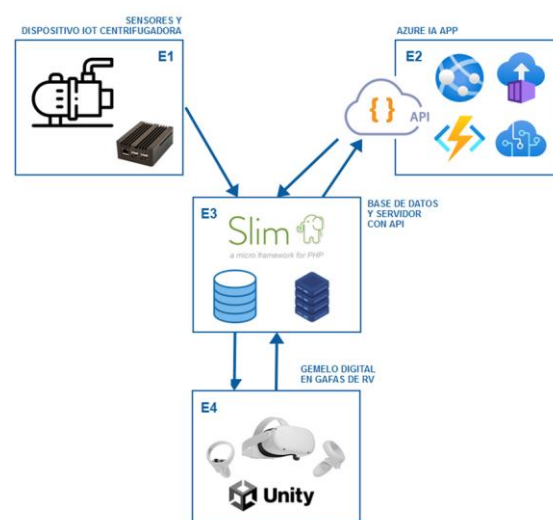 SENSORES Y
DISPOSITIVO IOT CENTRIFUGADORA
E1
AZURE IA APP
E2
{ }
API
E3
Slim
a micro framework for PHP
BASE DE DATOS
Y SERVIDOR
CON API
GEMELO DIGITAL
EN GAFAS DE RV
E4
Unity